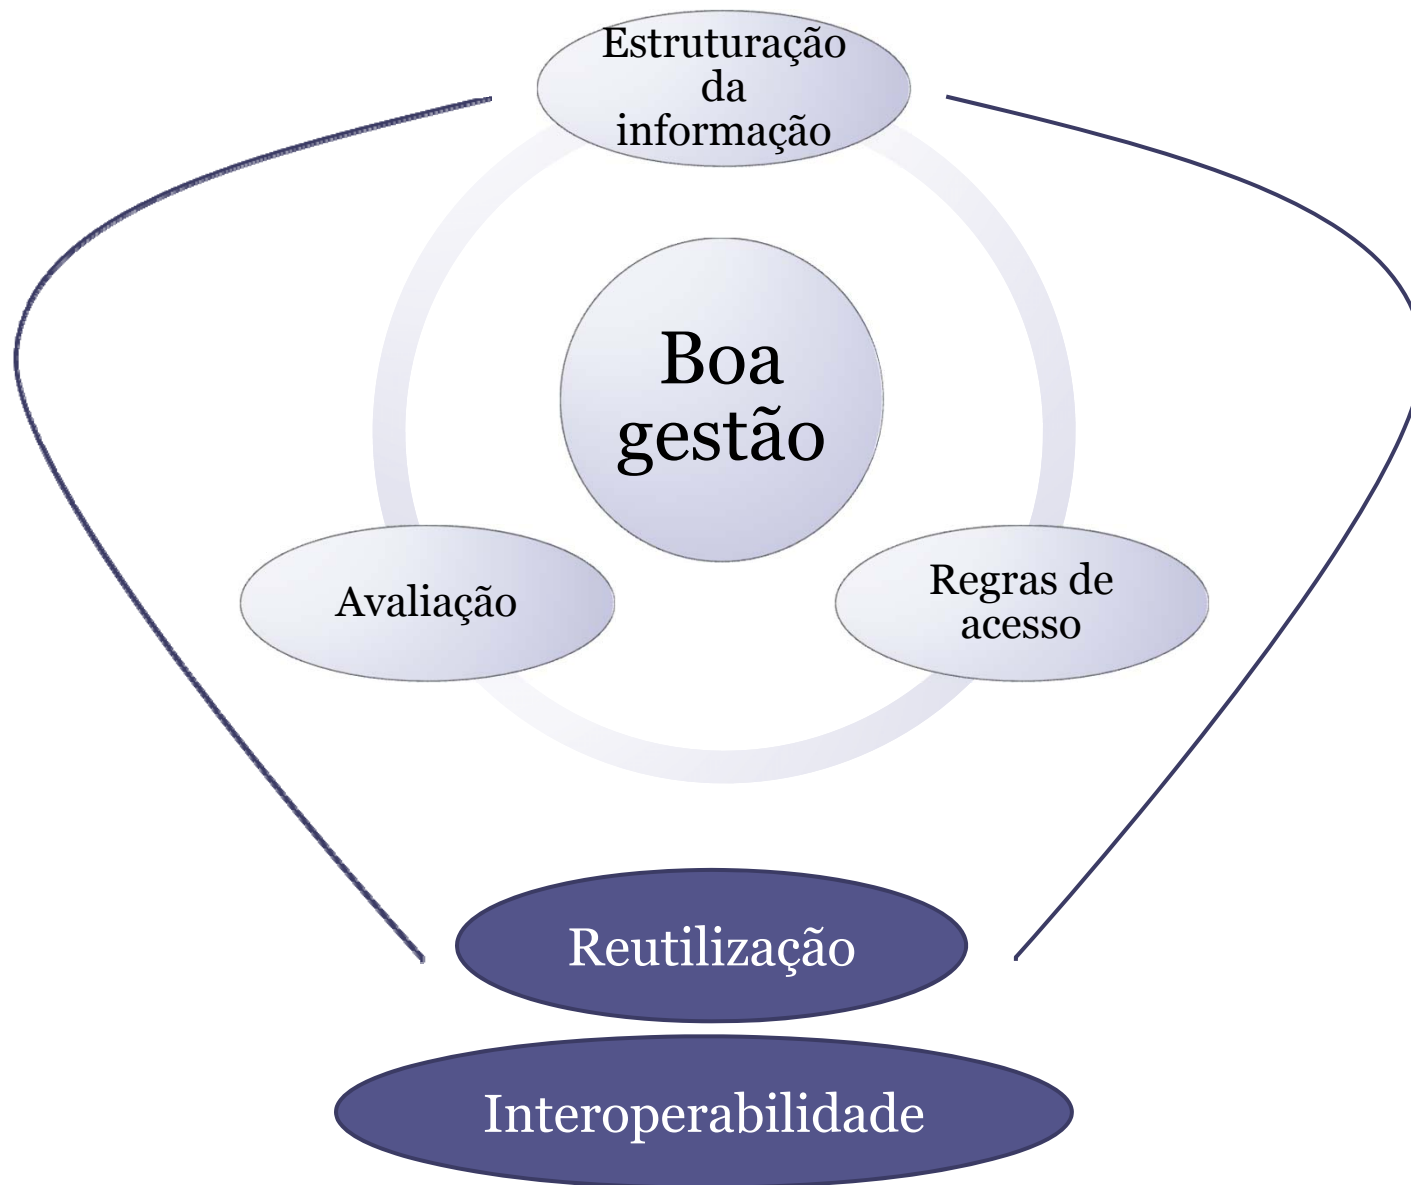 Estruturação
da
informação
Boa
gestão
Avaliação
Regras de
acesso
Reutilização
Interoperabilidade